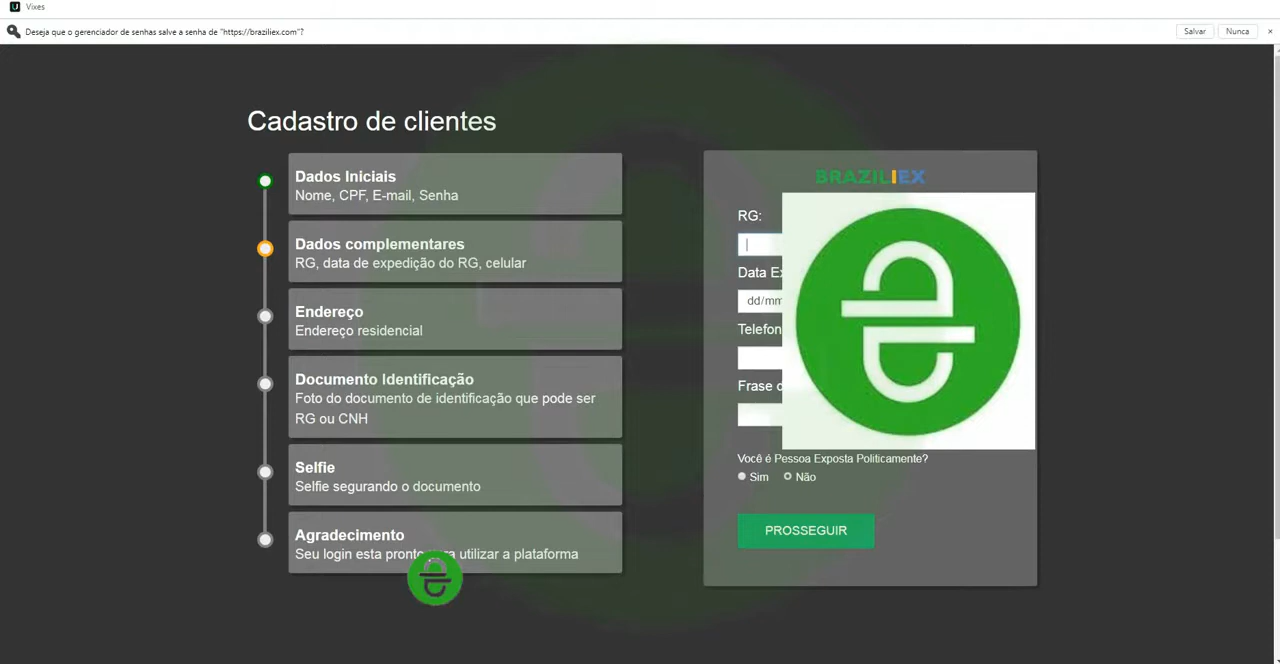 Vixes
Deseja que o gerenciador de senhas salve a senha de "https://braziliex.com"?
Salvar
Nunca
Cadastro de clientes
Dados Iniciais
Nome, CPF, E-mail, Senha
Dados complementares
RG, data de expedição do RG, celular
Endereço
Endereço residencial
Documento Identificação
Foto do documento de identificação que pode ser
RG ou CNH
Selfie
Selfie segurando o documento
Agradecimento
Seu login esta pronto utilizar a plataforma
BRAZILIEX
RG:
Data Ex
dd/mm
Telefon
Frase d
Você é Pessoa Exposta Politicamente?
Sim
Não
PROSSEGUIR